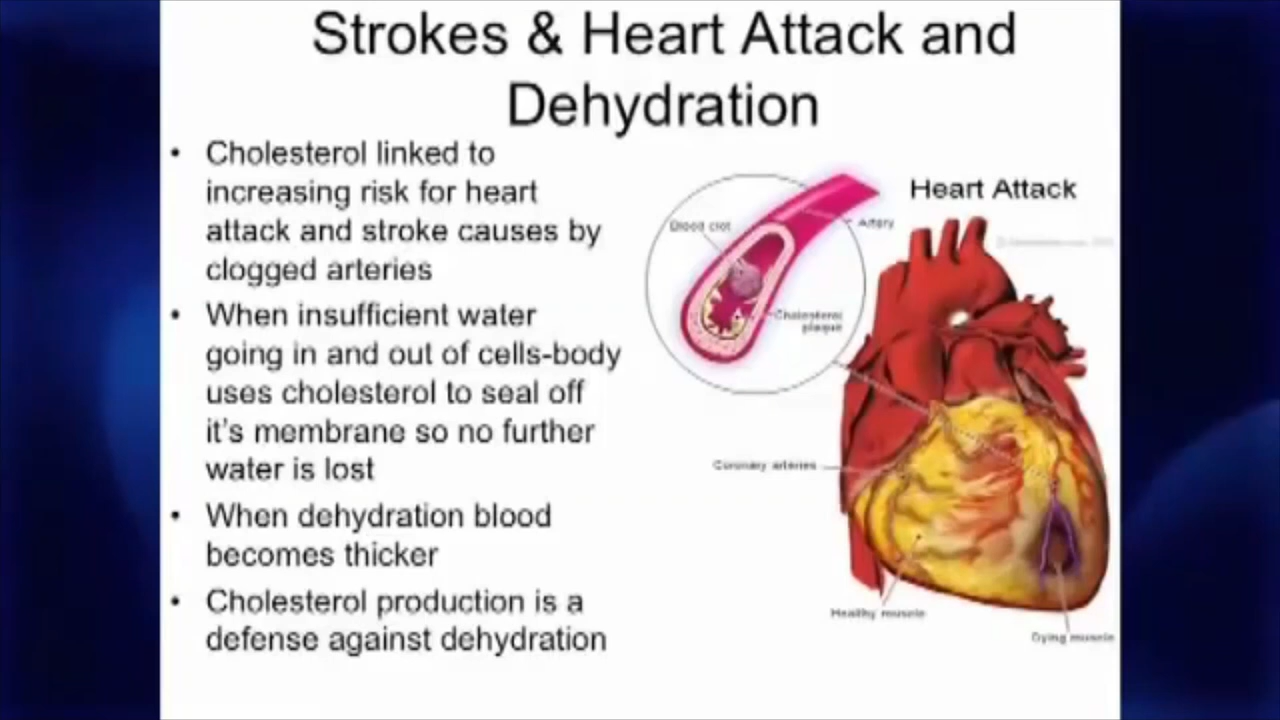 Strokes & Heart Attack and
Dehydration
• Cholesterol linked to
increasing risk for heart
attack and stroke causes by
clogged arteries
• When insufficient water
going in and out of cells-body
uses cholesterol to seal off
it's membrane so no further
water is lost
• When dehydration blood
becomes thicker
• Cholesterol production is a
defense against dehydration
Heart Attack
Blood clot
Artery
Cholesterol
plaque
Coronary arteries
Healthy muscle
Dying muscle